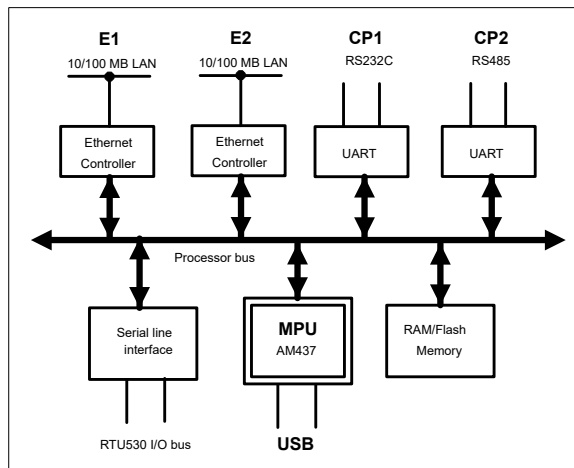 E1
10/100 MB LAN
E2
10/100 MB LAN
CP1
RS232C
CP2
RS485
Ethernet
Controller
Ethernet
Controller
UART
UART
Processor bus
Serial line
interface
MPU
AM437
RAM/Flash
Memory
RTU530 I/O bus
USB